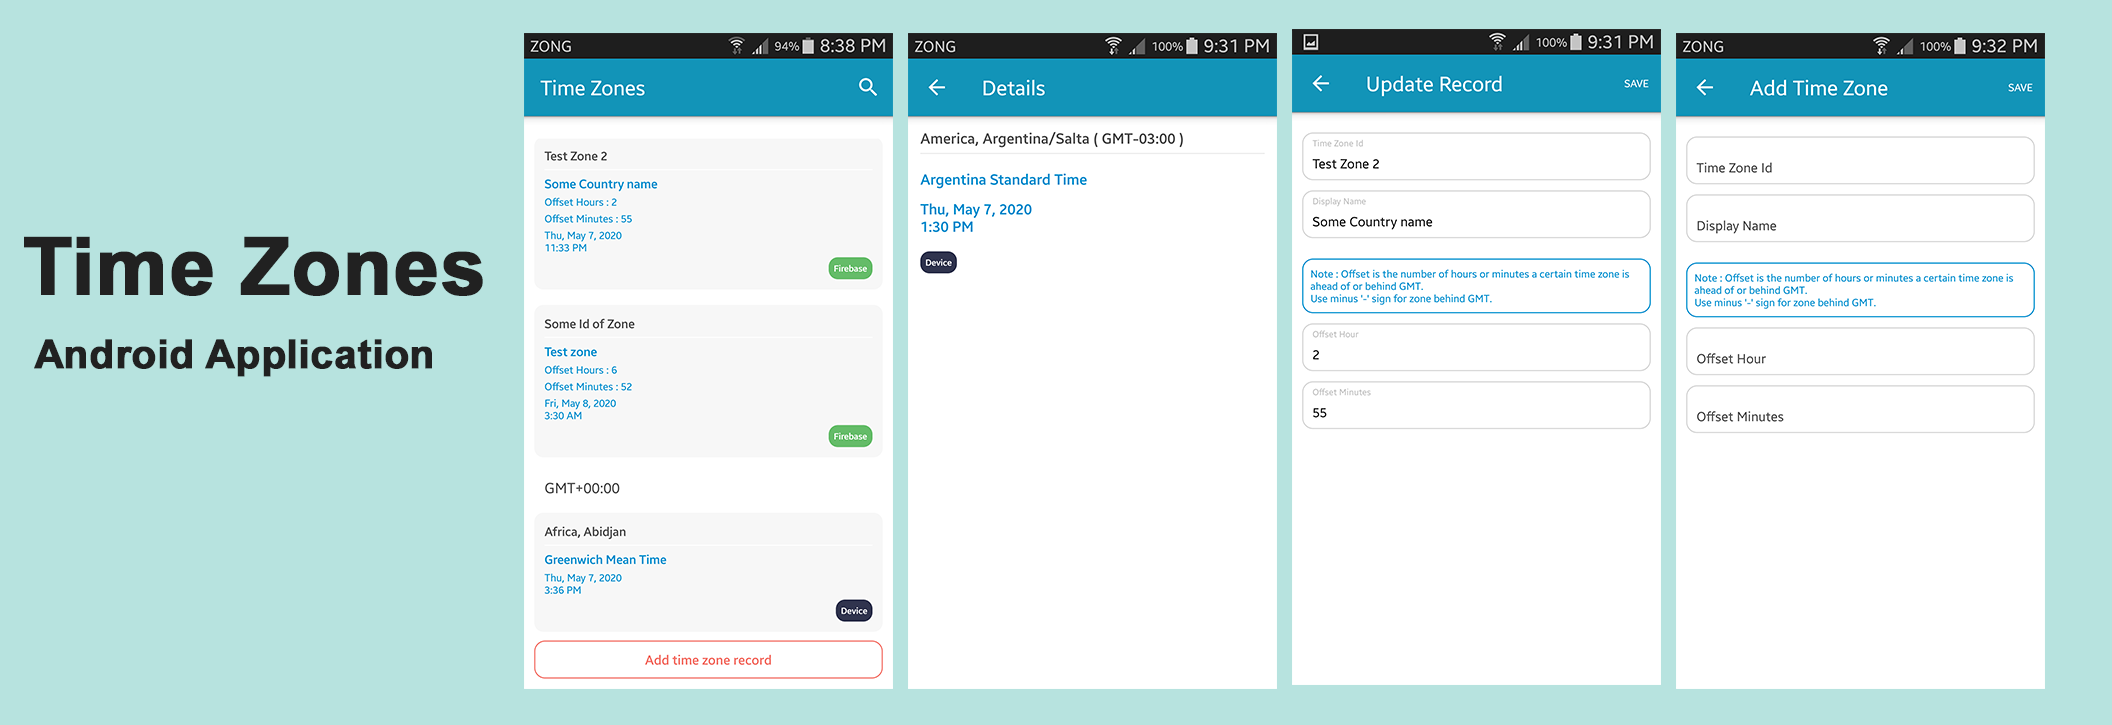 Time Zones
Android Application
ZONG
94%
8:38 PM
Time Zones
Test Zone 2
Some Country name
Offset Hours : 2
Offset Minutes : 55
Thu, May 7, 2020
11:33 PM
Firebase
Some Id of Zone
Test zone
Offset Hours : 6
Offset Minutes : 52
Fri, May 8, 2020
3:30 AM
Firebase
GMT+00:00
Africa, Abidjan
Greenwich Mean Time
Thu, May 7, 2020
3:36 PM
Device
Add time zone record
ZONG
100%
9:31 PM
Details
America, Argentina/Salta ( GMT-03:00 )
Argentina Standard Time
Thu, May 7, 2020
1:30 PM
Device
100%
9:31 PM
Update Record
SAVE
Time Zone Id
Test Zone 2
Display Name
Some Country name
Note : Offset is the number of hours or minutes a certain time zone is
ahead of or behind GMT.
Use minus '-' sign for zone behind GMT.
Offset Hour
2
Offset Minutes
55
ZONG
100%
9:32 PM
Add Time Zone
SAVE
Time Zone Id
Display Name
Note : Offset is the number of hours or minutes a certain time zone is
ahead of or behind GMT.
Use minus '-' sign for zone behind GMT.
Offset Hour
Offset Minutes